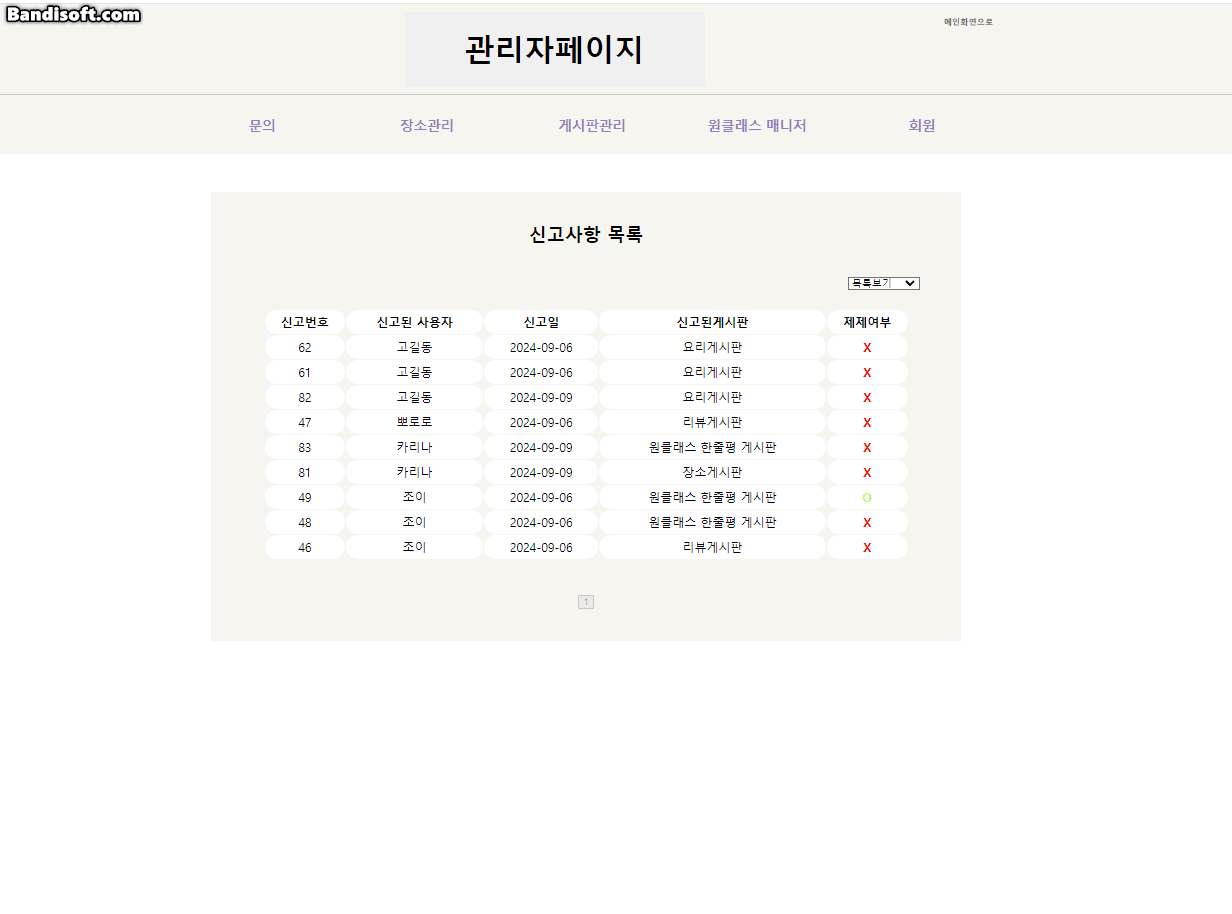 Bandisoft.com
메인화면으로
관리자페이지
문의 장소관리 게시판관리 원클래스 매니저 회원
신고사항 목록
목록보기
신고번호 신고된 사용자 신고일 신고된게시판 제제여부
62 고길동 2024-09-06 요리게시판 X
61 고길동 2024-09-06 요리게시판 X
82 고길동 2024-09-09 요리게시판 X
47 뽀로로 2024-09-06 리뷰게시판 X
83 카리나 2024-09-09 원클래스 한줄평 게시판 X
81 카리나 2024-09-09 장소게시판 X
49 조이 2024-09-06 원클래스 한줄평 게시판 O
48 조이 2024-09-06 원클래스 한줄평 게시판 X
46 조이 2024-09-06 리뷰게시판 X
1